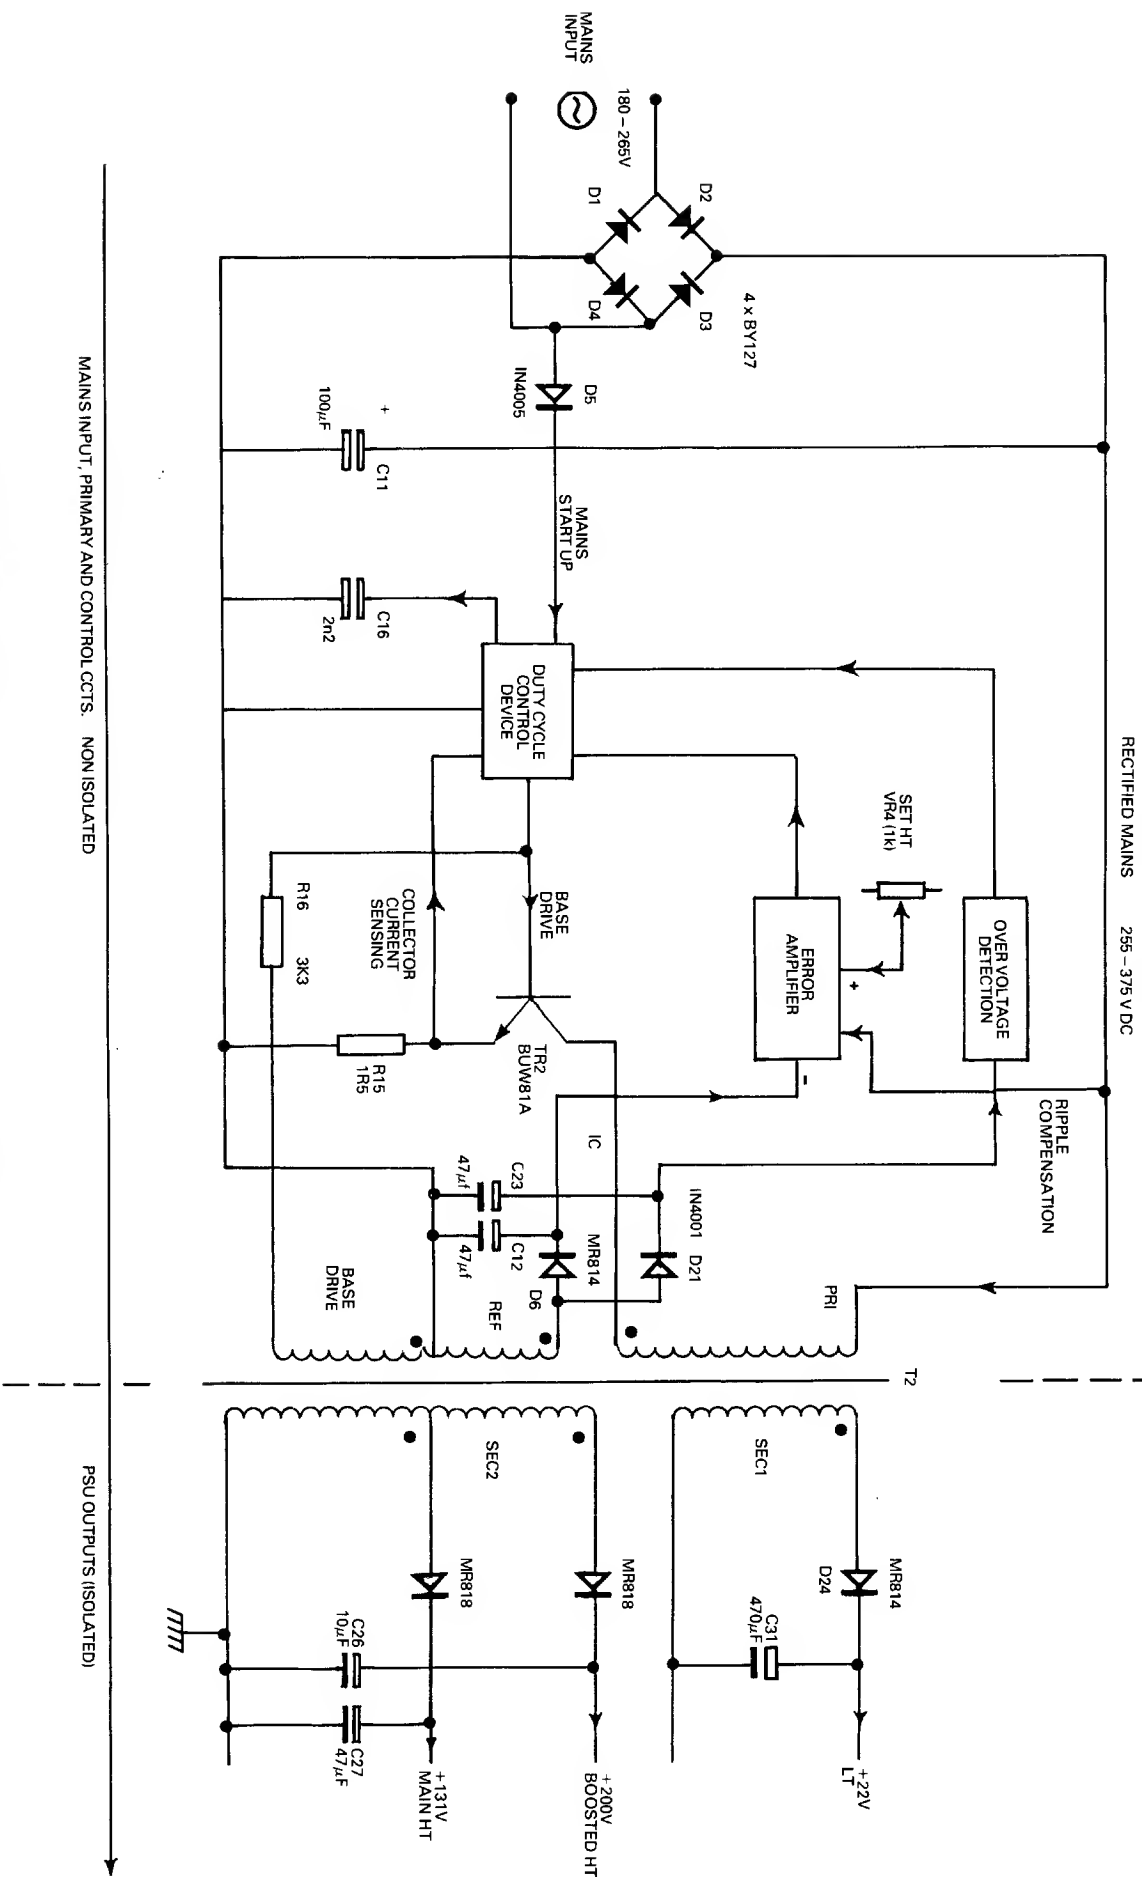 MAINS
INPUT
180 – 265V
D1
D2
D3
D4
4 x BY127
D5
IN4005
+
100µF
C11
MAINS
START UP
C16
2n2
DUTY CYCLE
CONTROL
DEVICE
RECTIFIED MAINS 255 – 375 V DC
SET HT
VR4 (1k)
OVER VOLTAGE
DETECTION
ERROR
AMPLIFIER
+
–
RIPPLE
COMPENSATION
BASE
DRIVE
COLLECTOR
CURRENT
SENSING
R16
3K3
TR2
BUW81A
R15
1R5
IC
IN4001
D21
MR814
D6
C23
47µf
C12
47µf
REF
BASE
DRIVE
PRI
T2
SEC1
SEC2
MR814
D24
C31
470µF
+22V
LT
MR818
+200V
BOOSTED HT
MR818
C26
10µF
C27
47µF
+131V
MAIN HT
MAINS INPUT, PRIMARY AND CONTROL CCTS. NON ISOLATED
PSU OUTPUTS (ISOLATED)